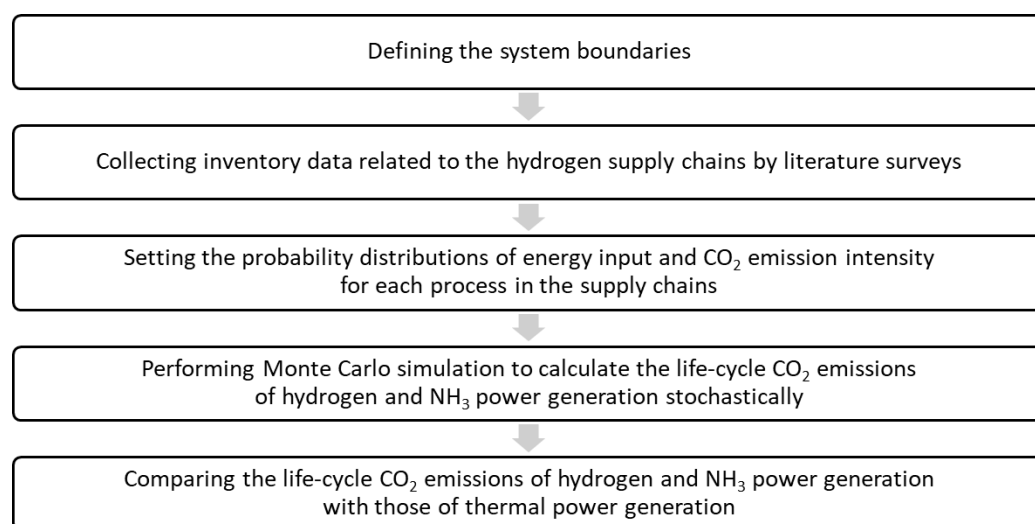 Defining the system boundaries
Collecting inventory data related to the hydrogen supply chains by literature surveys
Setting the probability distributions of energy input and CO₂ emission intensity
for each process in the supply chains
Performing Monte Carlo simulation to calculate the life-cycle CO₂ emissions
of hydrogen and NH₃ power generation stochastically
Comparing the life-cycle CO₂ emissions of hydrogen and NH₃ power generation
with those of thermal power generation